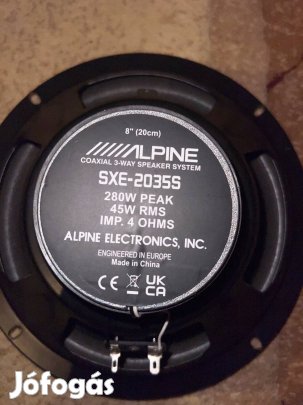 8" (20cm)
ALPINE
COAXIAL 3-WAY SPEAKER SYSTEM
SXE-2035S
280W PEAK
45W RMS
IMP. 4 OHMS
ALPINE ELECTRONICS, INC.
ENGINEERED IN EUROPE
Made in China
CE UK
CA
Jófogás